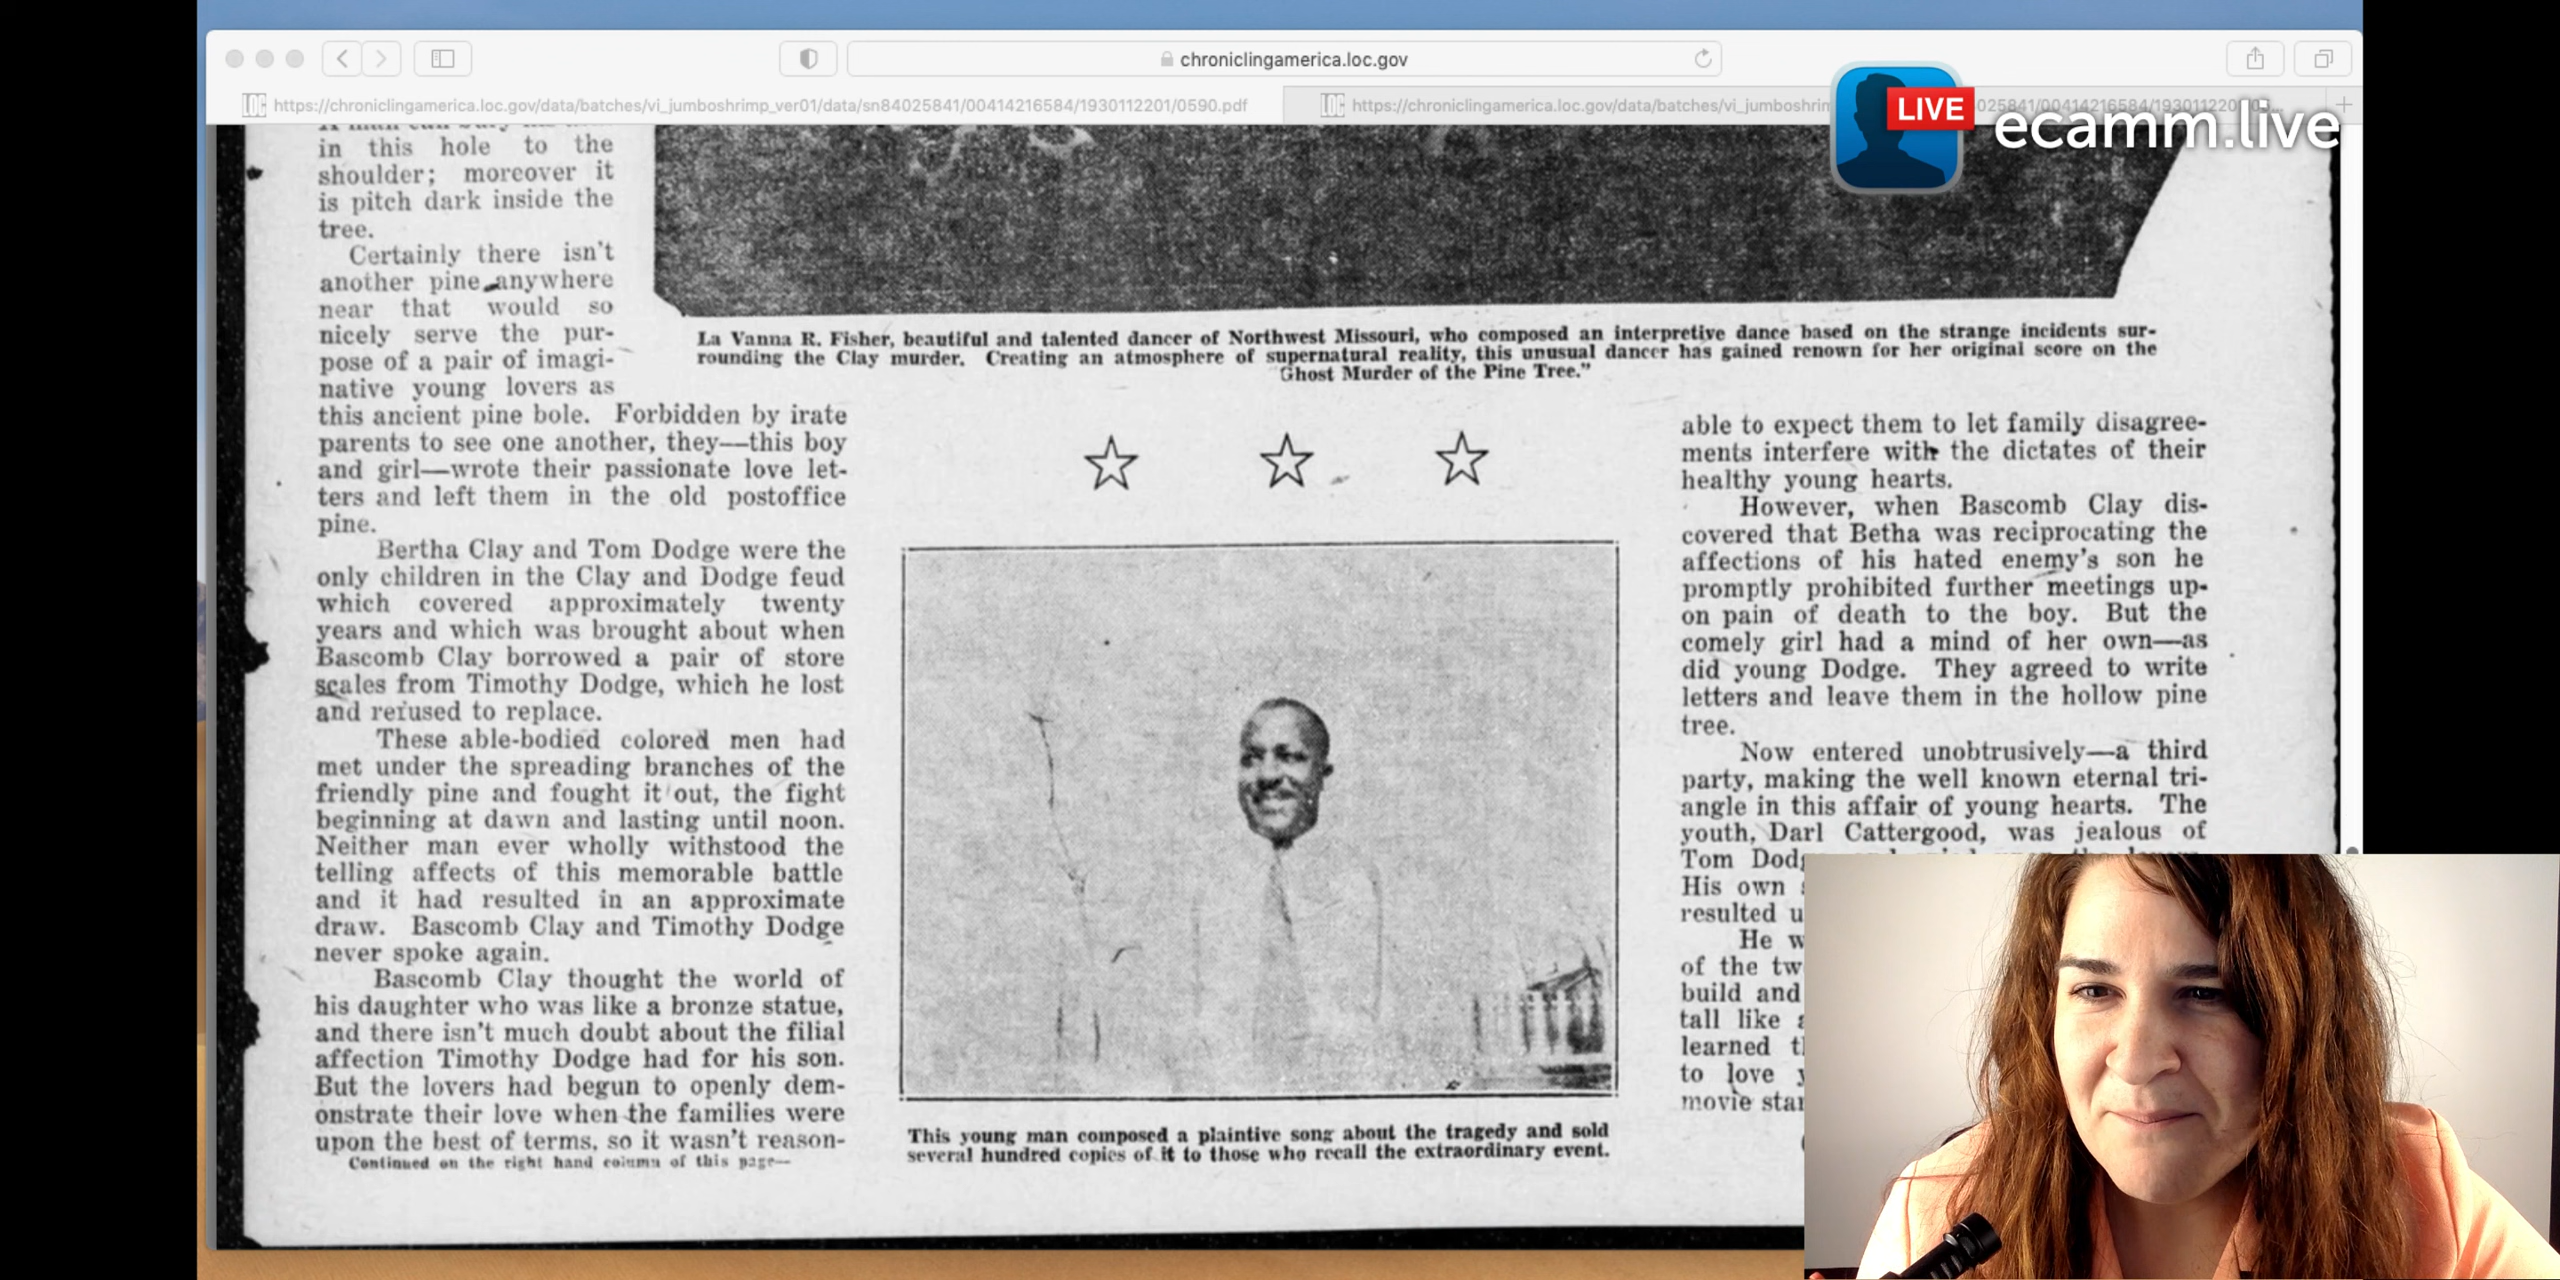 chroniclingamerica.loc.gov
https://chroniclingamerica.loc.gov/data/batches/vi_jumboshrimp_ver01/data/sn84025841/00414216584/1930112201/0590.pdf
https://chroniclingamerica.loc.gov/data/batches/vi_jumboshrim
025841/00414216584/19301122
LIVE
ecamm.live
in this hole to the
shoulder; moreover it
is pitch dark inside the
tree.
Certainly there isn't
another pine anywhere
near that would so
nicely serve the pur-
pose of a pair of imagi-
native young lovers as
this ancient pine bole. Forbidden by irate
parents to see one another, they—this boy
and girl—wrote their passionate love let-
ters and left them in the old postoffice
pine.
Bertha Clay and Tom Dodge were the
only children in the Clay and Dodge feud
which covered approximately twenty
years and which was brought about when
Bascomb Clay borrowed a pair of store
scales from Timothy Dodge, which he lost
and refused to replace.
These able-bodied colored men had
met under the spreading branches of the
friendly pine and fought it out, the fight
beginning at dawn and lasting until noon.
Neither man ever wholly withstood the
telling affects of this memorable battle
and it had resulted in an approximate
draw. Bascomb Clay and Timothy Dodge
never spoke again.
Bascomb Clay thought the world of
his daughter who was like a bronze statue,
and there isn't much doubt about the filial
affection Timothy Dodge had for his son.
But the lovers had begun to openly dem-
onstrate their love when the families were
upon the best of terms, so it wasn't reason-
Continued on the right hand column of this page—
La Vanna R. Fisher, beautiful and talented dancer of Northwest Missouri, who composed an interpretive dance based on the strange incidents sur-
rounding the Clay murder. Creating an atmosphere of supernatural reality, this unusual dancer has gained renown for her original score on the
"Ghost Murder of the Pine Tree."
This young man composed a plaintive song about the tragedy and sold
several hundred copies of it to those who recall the extraordinary event.
able to expect them to let family disagree-
ments interfere with the dictates of their
healthy young hearts.
However, when Bascomb Clay dis-
covered that Betha was reciprocating the
affections of his hated enemy's son he
promptly prohibited further meetings up-
on pain of death to the boy. But the
comely girl had a mind of her own—as
did young Dodge. They agreed to write
letters and leave them in the hollow pine
tree.
Now entered unobtrusively—a third
party, making the well known eternal tri-
angle in this affair of young hearts. The
youth, Darl Cattergood, was jealous of
Tom Dodg
His own
resulted u
He w
of the tw
build and
tall like
learned
to love
movie star